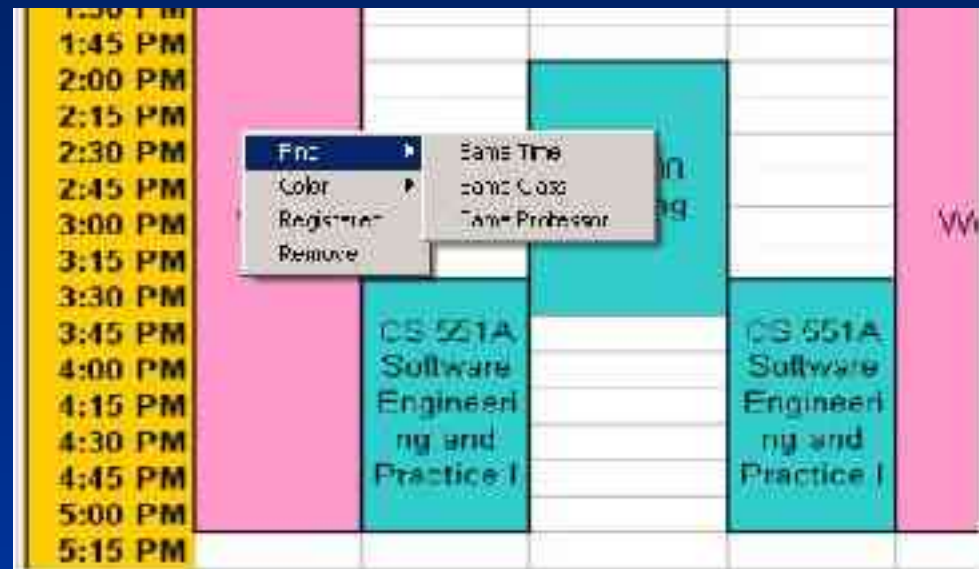 1:45 PM
2:00 PM
2:15 PM
2:30 PM
2:45 PM
3:00 PM
3:15 PM
3:30 PM
3:45 PM
4:00 PM
4:15 PM
4:30 PM
4:45 PM
5:00 PM
5:15 PM
Find
Color
Registered
Remove
Same Time
Same Class
Same Professor
CS 551A
Software
Engineeri
ng and
Practice I
CS 551A
Software
Engineeri
ng and
Practice I